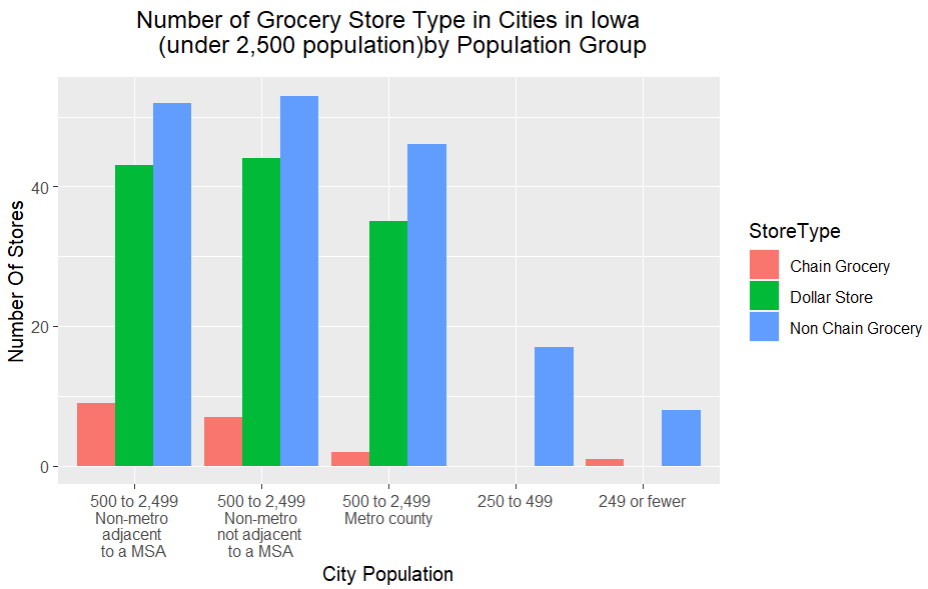 Number of Grocery Store Type in Cities in Iowa
(under 2,500 population)by Population Group
Number Of Stores
40
20
0
500 to 2,499
Non-metro
adjacent
to a MSA
500 to 2,499
Non-metro
not adjacent
to a MSA
500 to 2,499
Metro county
250 to 499
249 or fewer
City Population
StoreType
Chain Grocery
Dollar Store
Non Chain Grocery